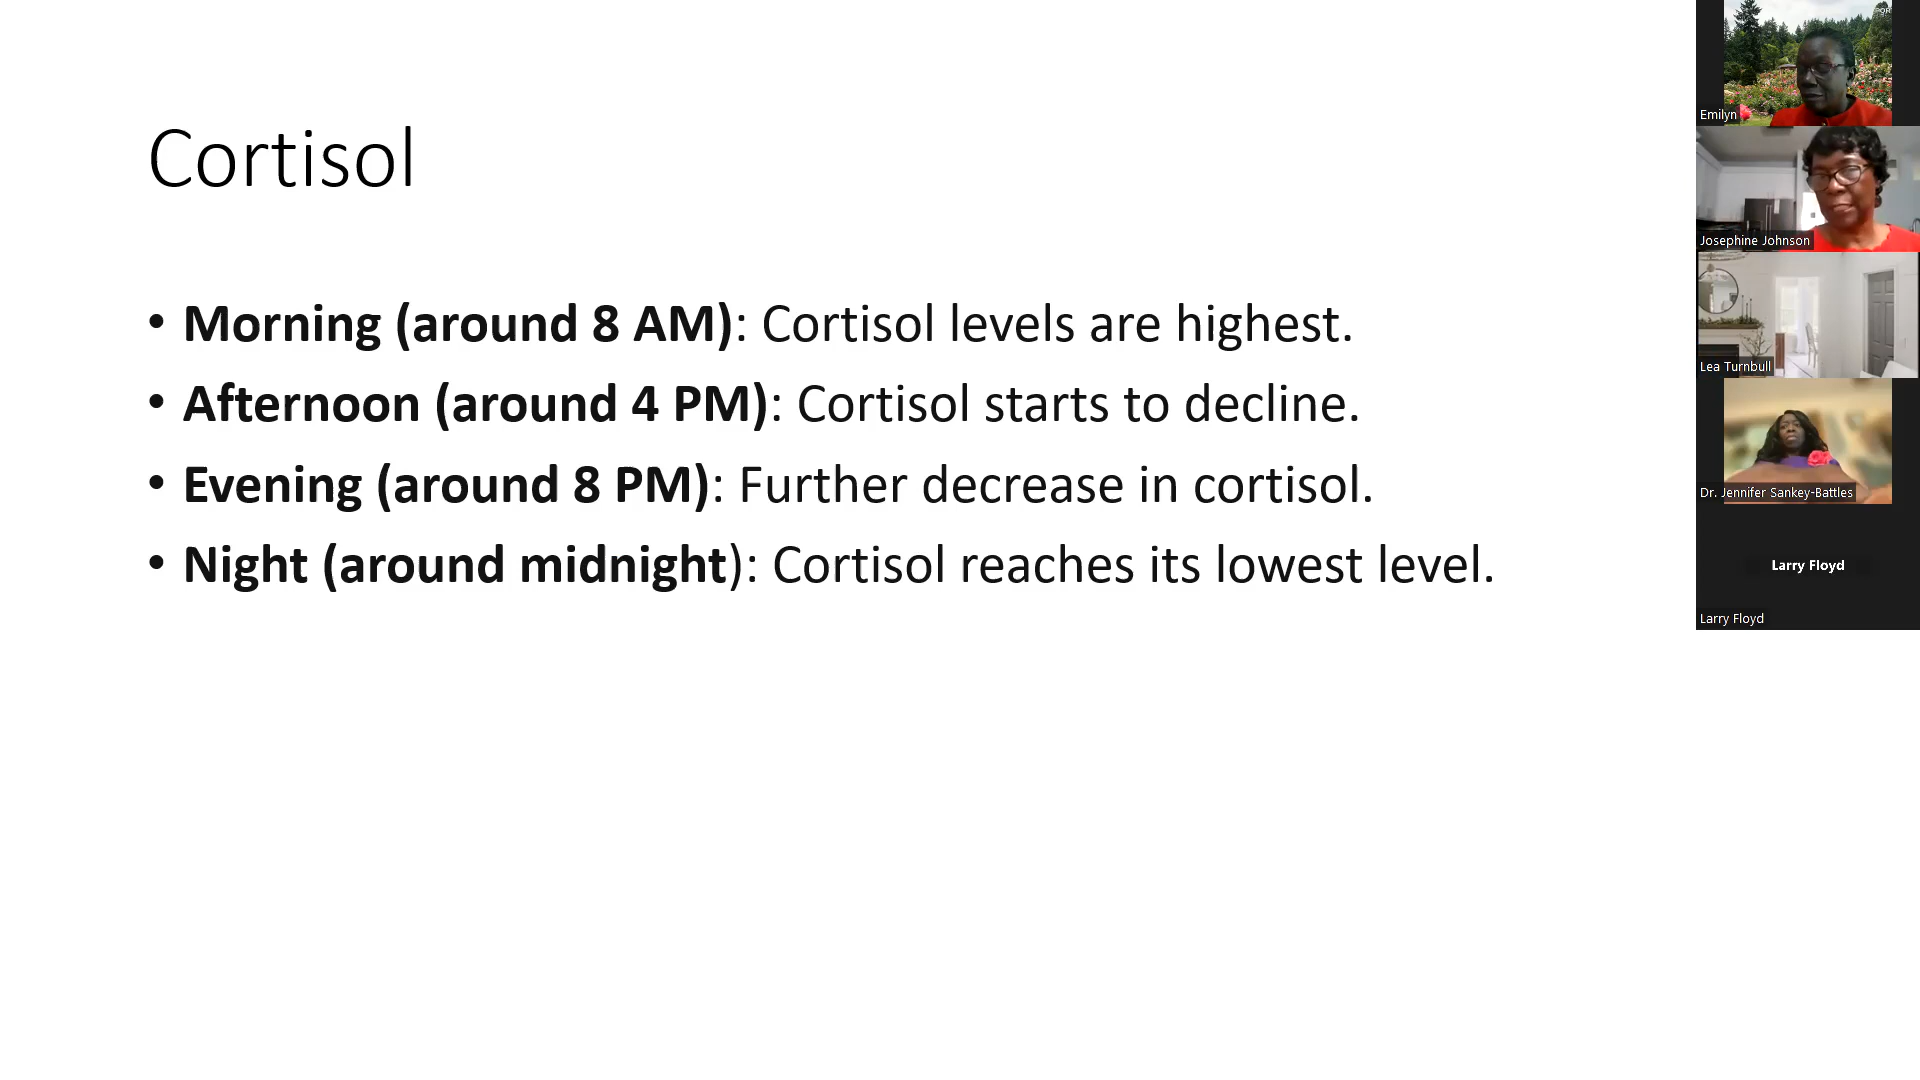 Cortisol
• Morning (around 8 AM): Cortisol levels are highest.
• Afternoon (around 4 PM): Cortisol starts to decline.
• Evening (around 8 PM): Further decrease in cortisol.
• Night (around midnight): Cortisol reaches its lowest level.
Emilyn
Josephine Johnson
Lea Turnbull
Dr. Jennifer Sankey-Battles
Larry Floyd
Larry Floyd